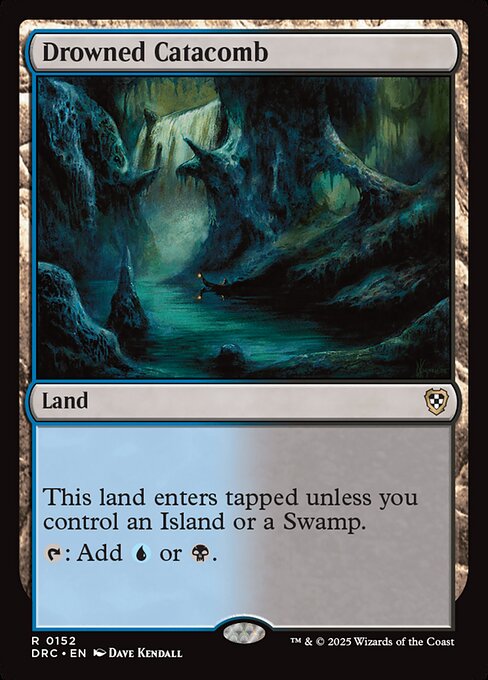 Drowned Catacomb
Land
This land enters tapped unless you
control an Island or a Swamp.
: Add or .
R 0152
™ & © 2025 Wizards of the Coast
DRC • EN Dave Kendall